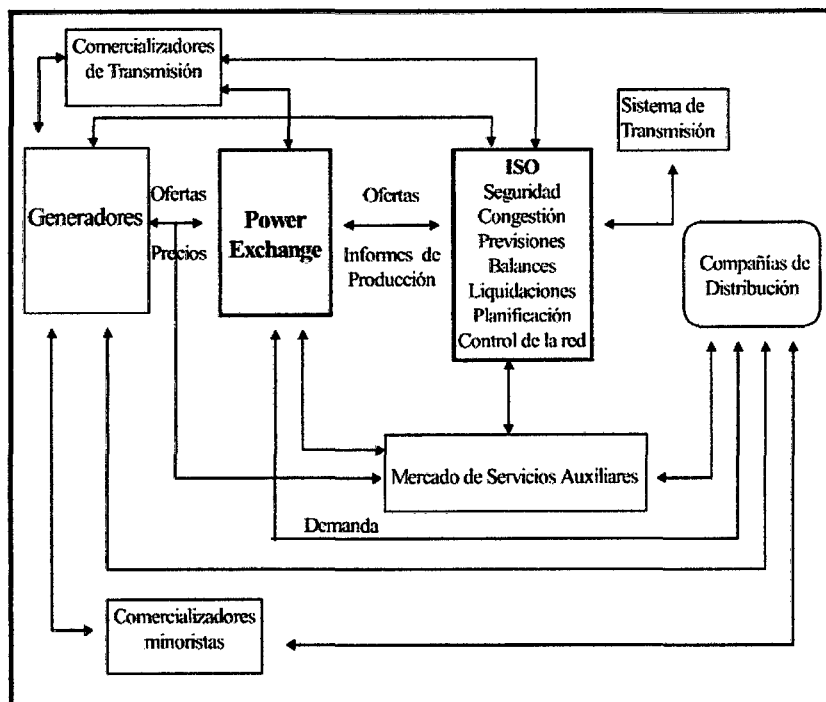 Comercializadores
de Transmisión
Sistema de
Transmisión
Generadores
Ofertas
Precios
Power
Exchange
Ofertas
Informes de
Producción
ISO
Seguridad
Congestión
Previsiones
Balances
Liquidaciones
Planificación
Control de la red
Compañías de
Distribución
Mercado de Servicios Auxiliares
Demanda
Comercializadores
minoristas